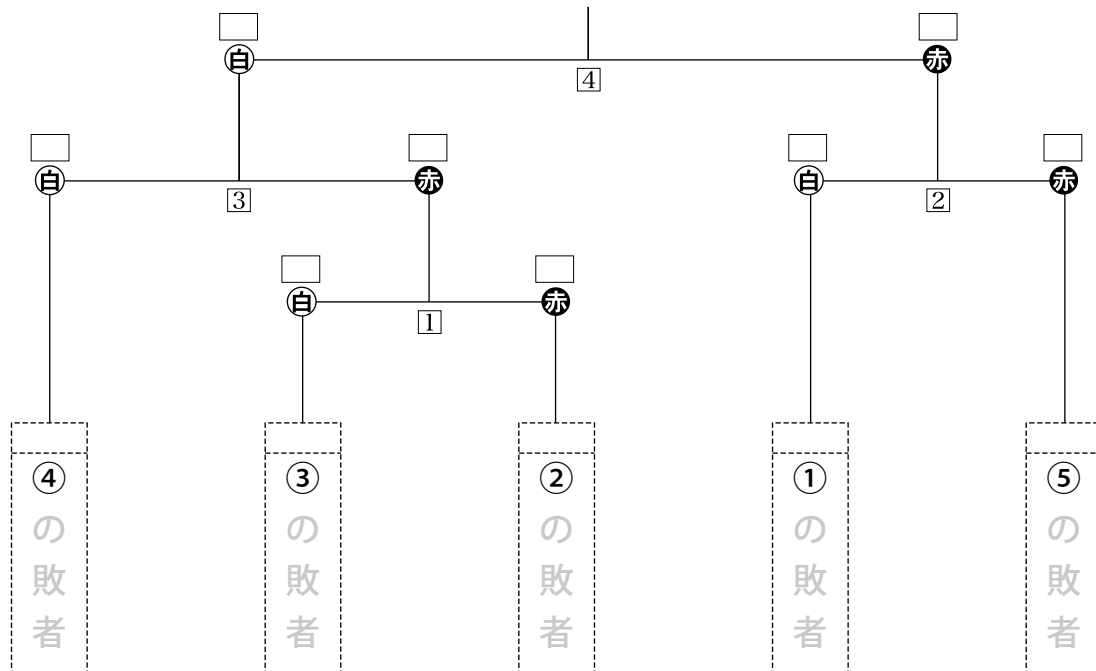 白 赤
4
白 赤 白 赤
3 2
白 赤
1
④の敗者
③の敗者
②の敗者
①の敗者
⑤の敗者